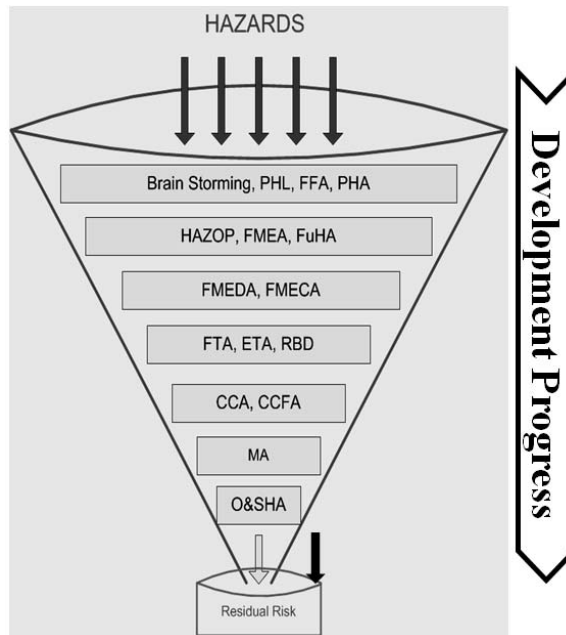 HAZARDS
Brain Storming, PHL, FFA, PHA
HAZOP, FMEA, FuHA
FMEDA, FMECA
FTA, ETA, RBD
CCA, CCFA
MA
O&SHA
Residual Risk
Development Progress